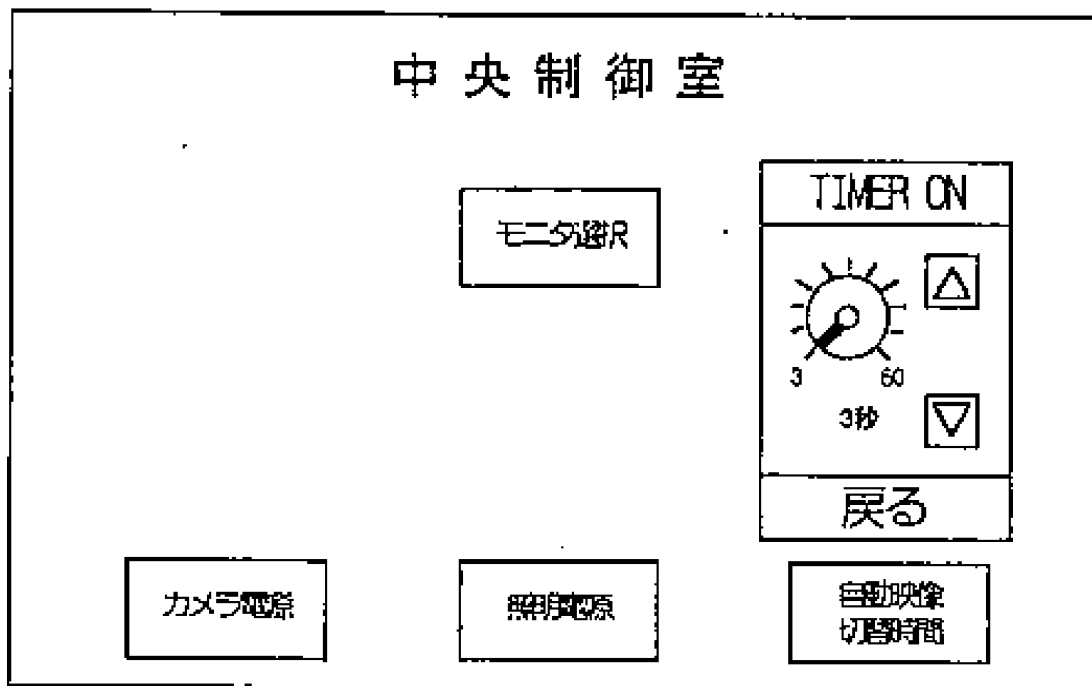 中央制御室
モニタ選択
TIMER ON
3 60
3秒
戻る
カメラ電源
照明電源
自動映像
切替時間